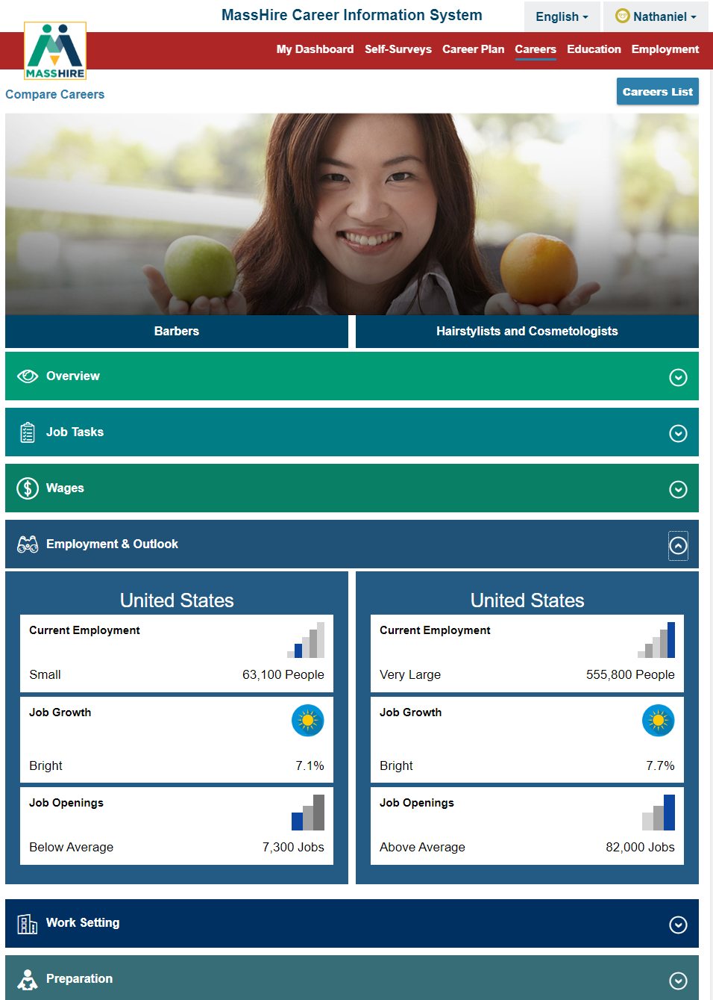 MassHire Career Information System
English
Nathaniel
MASSHIRE
My Dashboard Self-Surveys Career Plan Careers Education Employment
Compare Careers
Careers List
Barbers
Hairstylists and Cosmetologists
Overview
Job Tasks
Wages
Employment & Outlook
United States
Current Employment
Small 63,100 People
Job Growth
Bright 7.1%
Job Openings
Below Average 7,300 Jobs
United States
Current Employment
Very Large 555,800 People
Job Growth
Bright 7.7%
Job Openings
Above Average 82,000 Jobs
Work Setting
Preparation